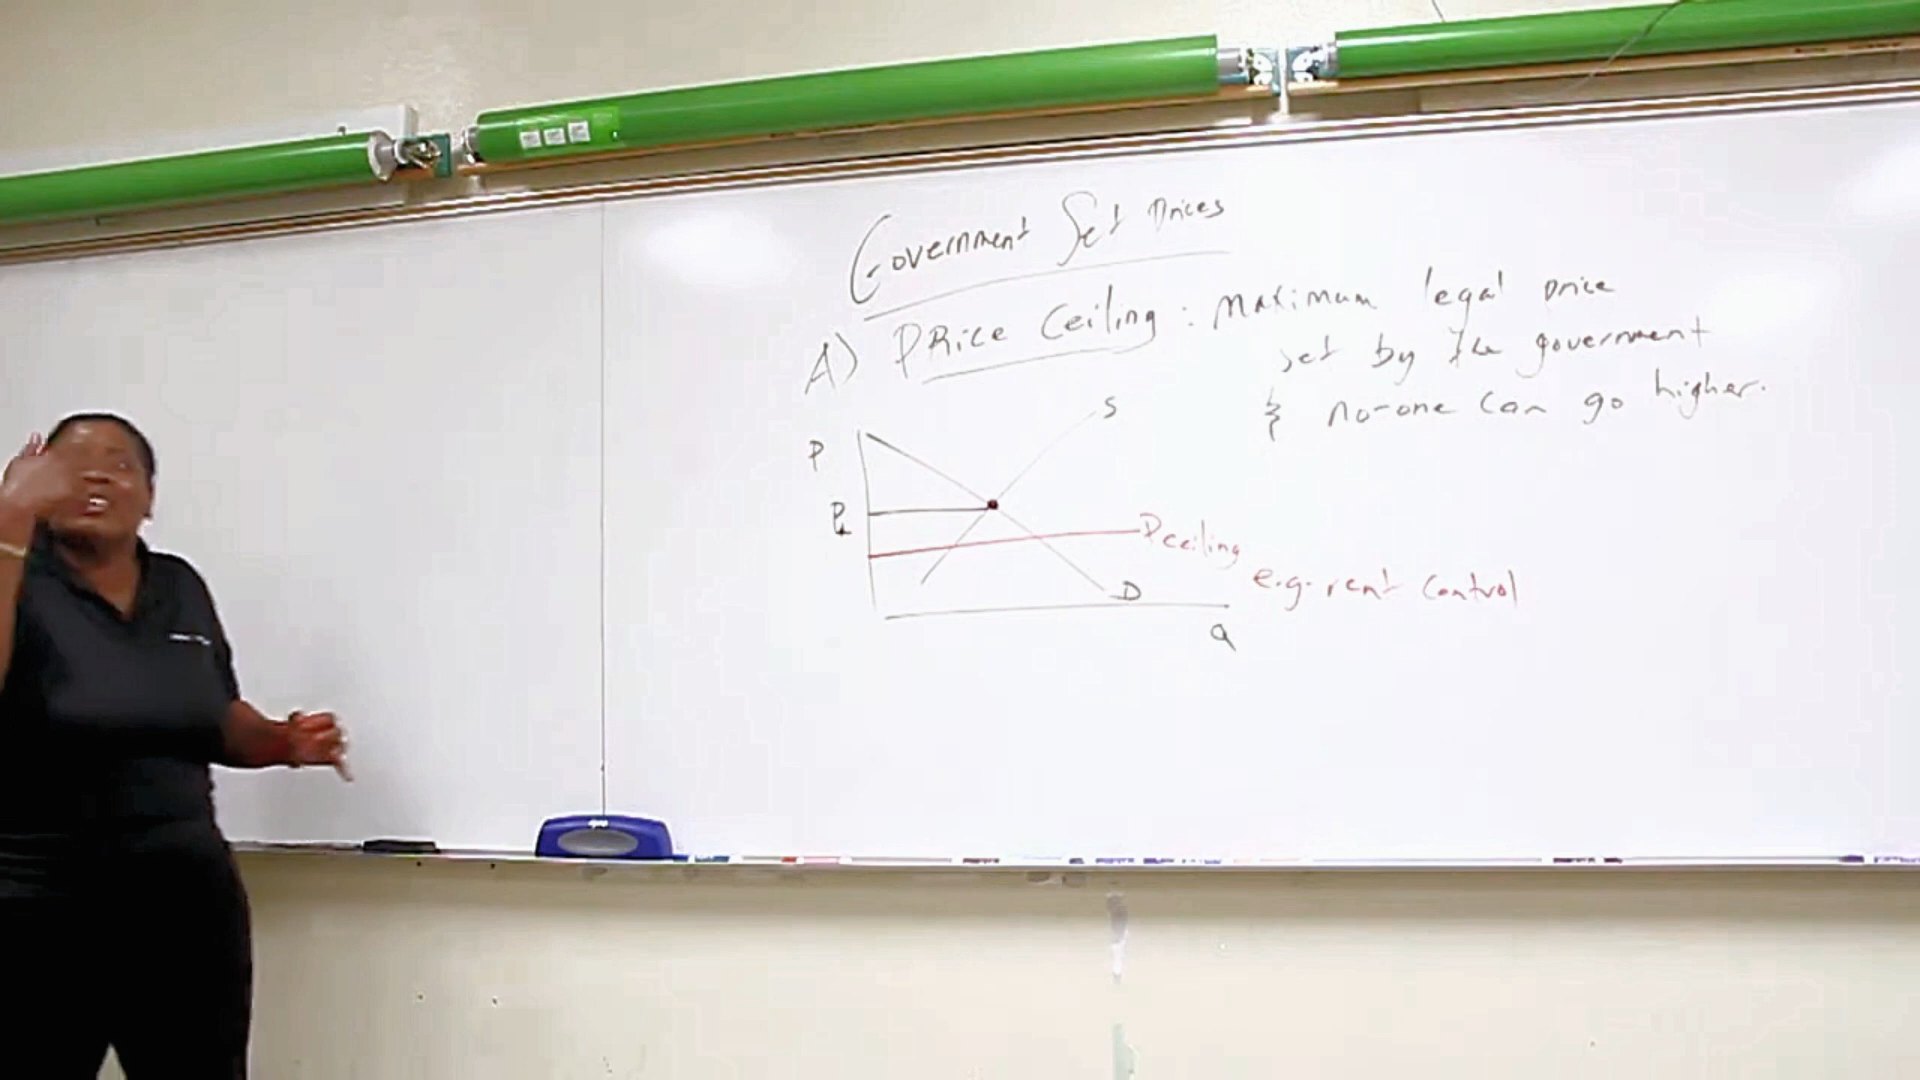 Government Set Prices
A) PRice Ceiling : Maximum legal price
set by the government
& no-one can go higher.
S
P
Pe
Pceiling
e.g. rent control
D
Q